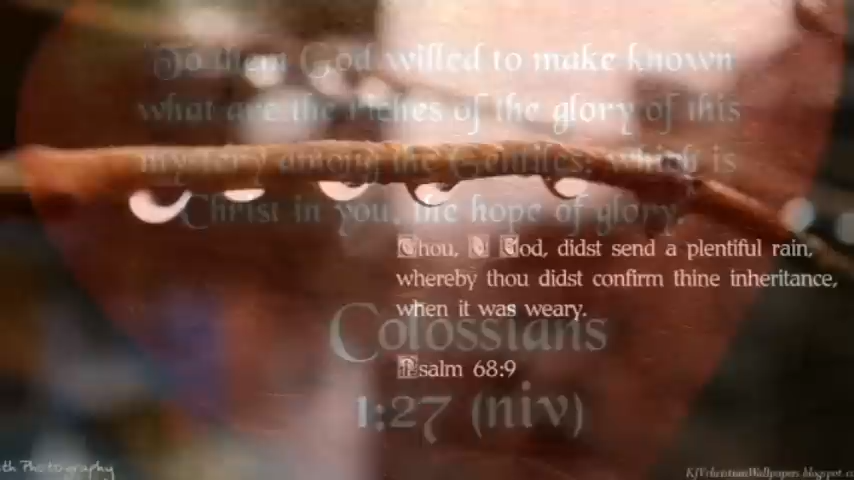 To them God willed to make known
what are the riches of the glory of this
mystery among the Gentiles: which is
Christ in you, the hope of glory.
Thou, O God, didst send a plentiful rain,
whereby thou didst confirm thine inheritance,
when it was weary.
Colossians
Psalm 68:9
1:27 (niv)
th Photography
KJVchristianWallpapers.blogspot.co